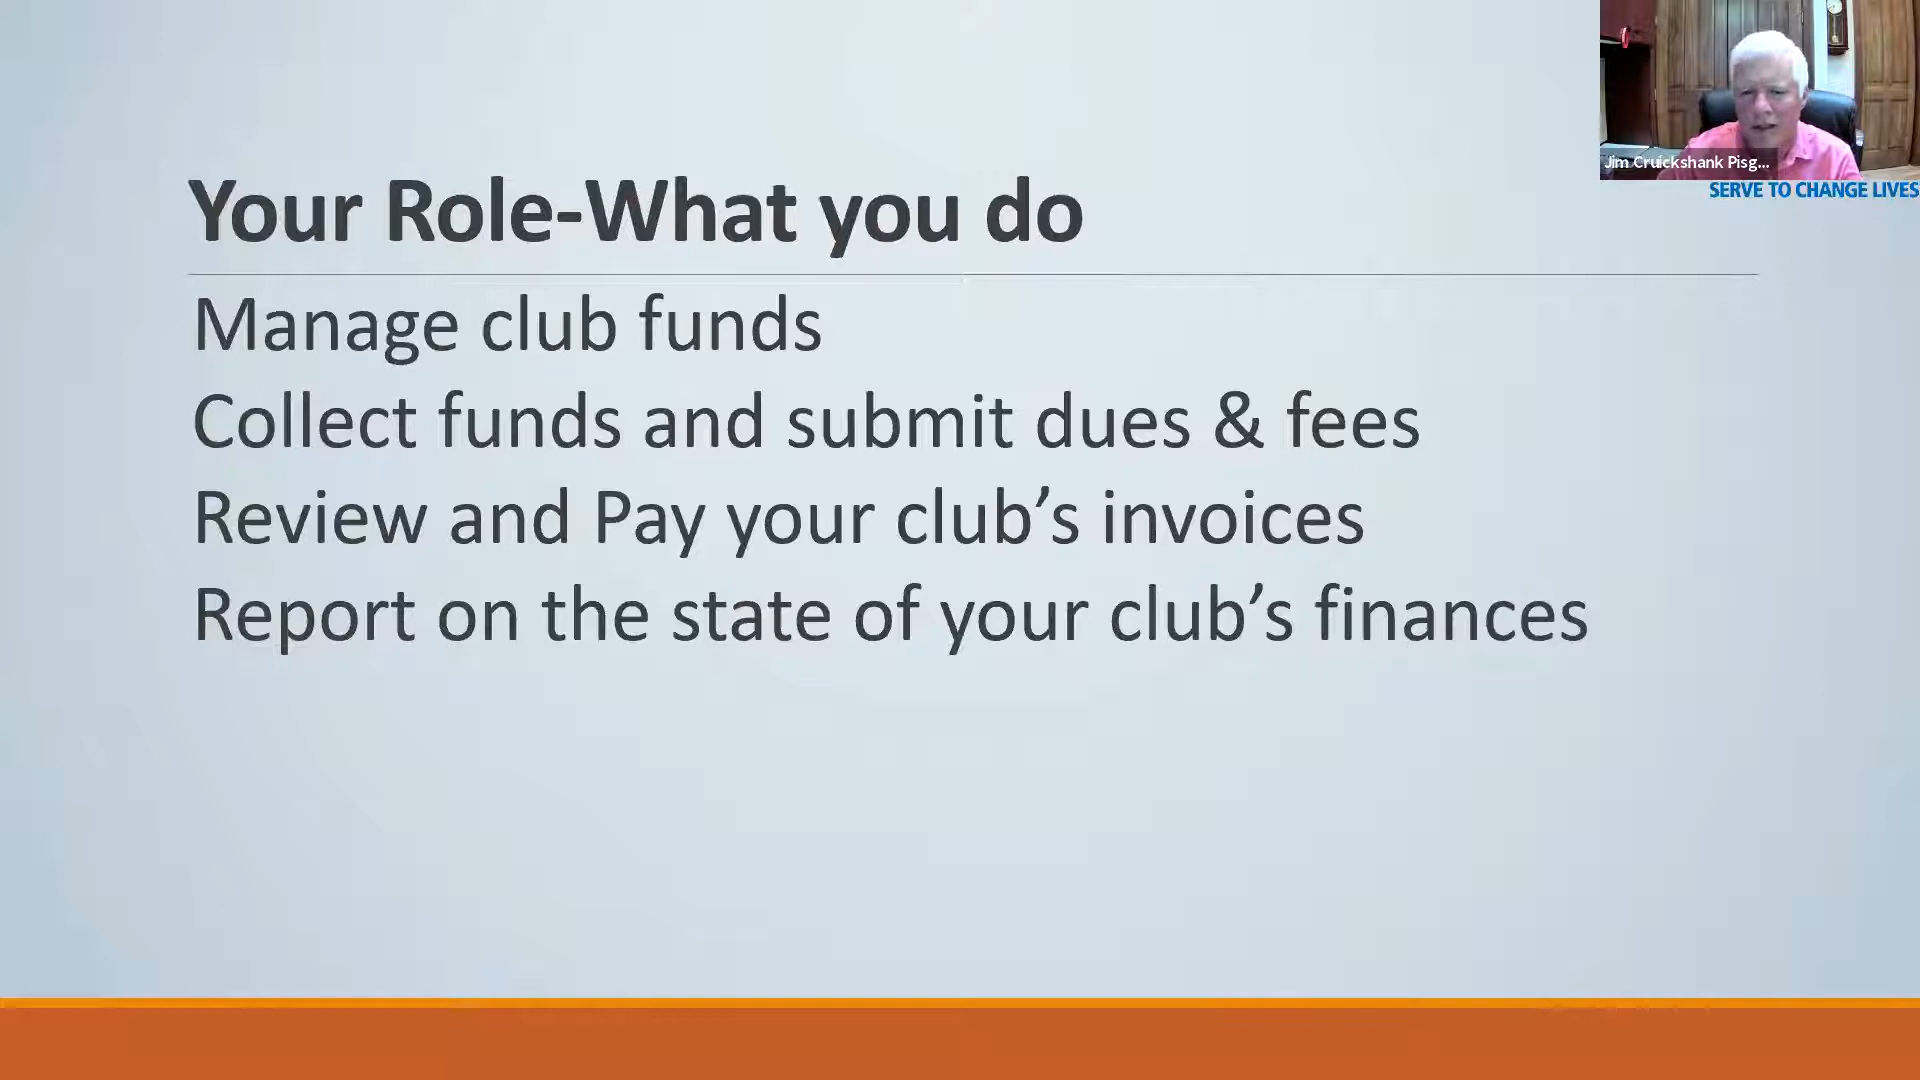 Jim Cruickshank Pisg...
SERVE TO CHANGE LIVES
Your Role-What you do
Manage club funds
Collect funds and submit dues & fees
Review and Pay your club’s invoices
Report on the state of your club’s finances